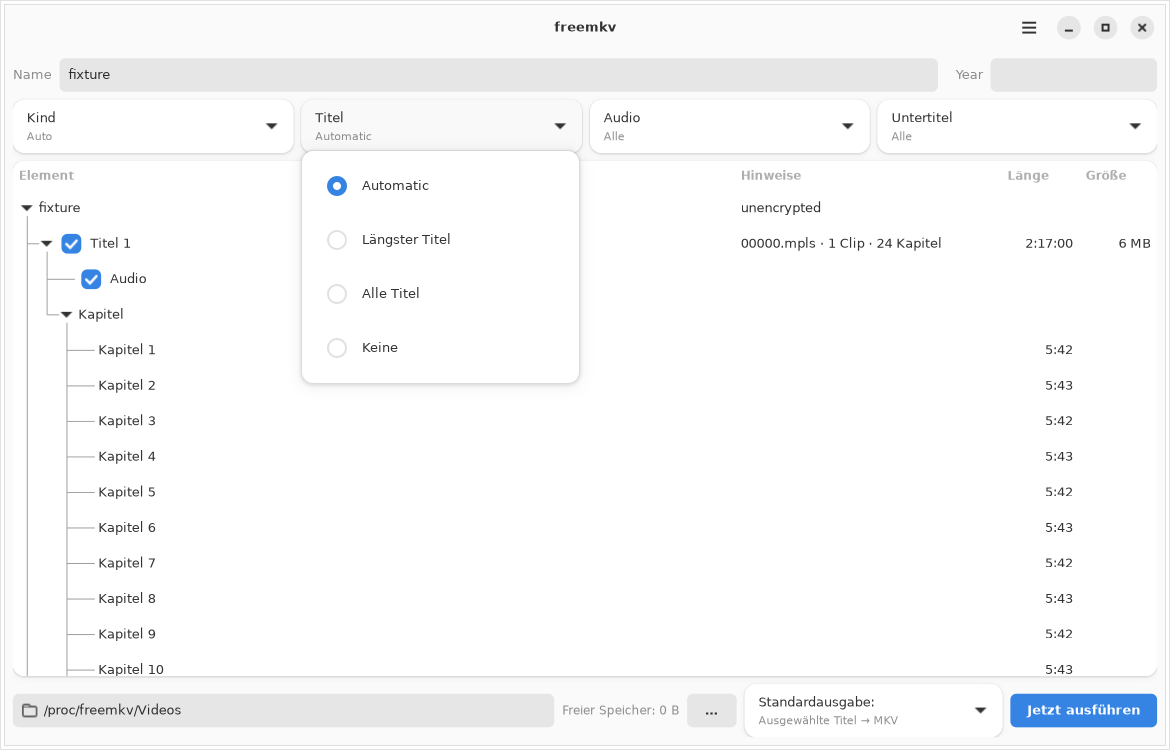 freemkv
Name fixture Year
Kind
Auto
Titel
Automatic
Audio
Alle
Untertitel
Alle
Automatic
Längster Titel
Alle Titel
Keine
Element Hinweise Länge Größe
fixture unencrypted
Titel 1 00000.mpls · 1 Clip · 24 Kapitel 2:17:00 6 MB
Audio
Kapitel
Kapitel 1 5:42
Kapitel 2 5:43
Kapitel 3 5:42
Kapitel 4 5:43
Kapitel 5 5:42
Kapitel 6 5:43
Kapitel 7 5:42
Kapitel 8 5:43
Kapitel 9 5:42
Kapitel 10 5:43
/proc/freemkv/Videos Freier Speicher: 0 B ...
Standardausgabe:
Ausgewählte Titel → MKV
Jetzt ausführen